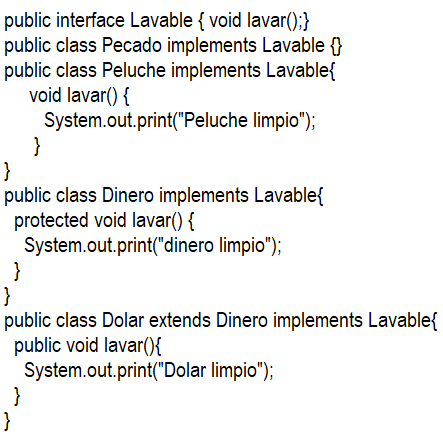 public interface Lavable { void lavar();}
public class Pecado implements Lavable {}
public class Peluche implements Lavable{
void lavar() {
System.out.print("Peluche limpio");
}
}
public class Dinero implements Lavable{
protected void lavar() {
System.out.print("dinero limpio");
}
}
public class Dolar extends Dinero implements Lavable{
public void lavar(){
System.out.print("Dolar limpio");
}
}